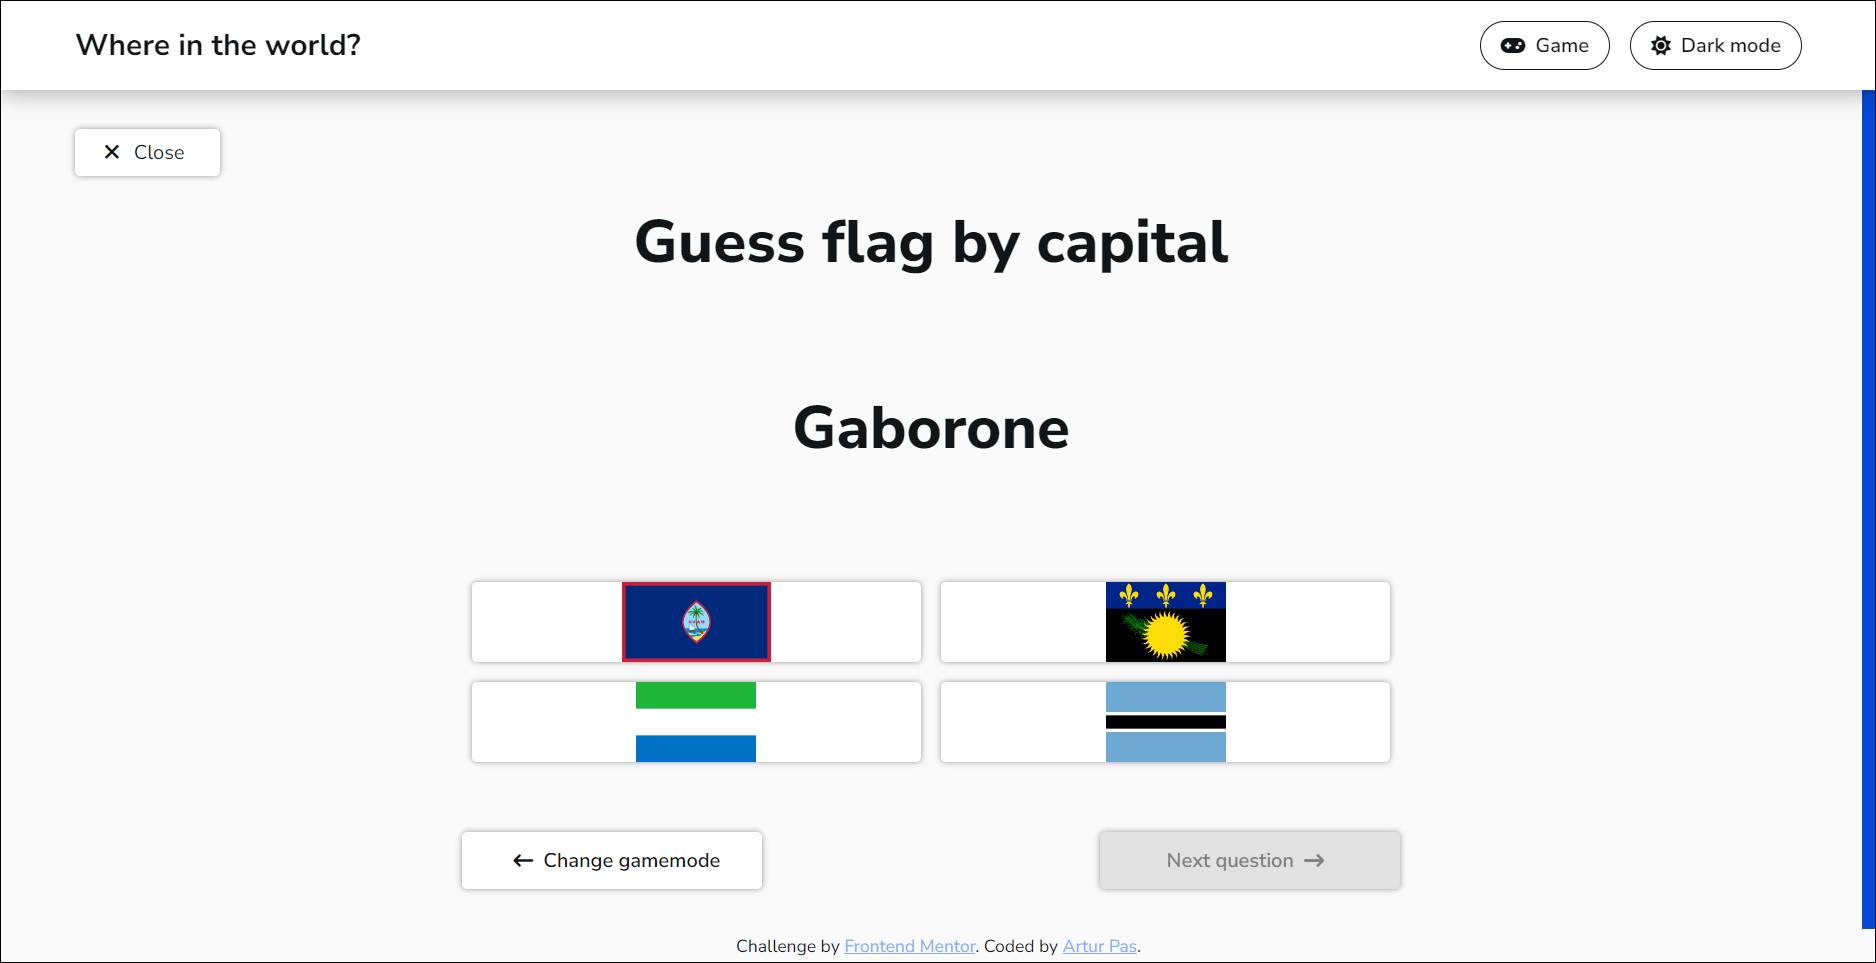 Where in the world?
Game
Dark mode
Close
Guess flag by capital
Gaborone
Change gamemode
Next question
Challenge by Frontend Mentor. Coded by Artur Pas.